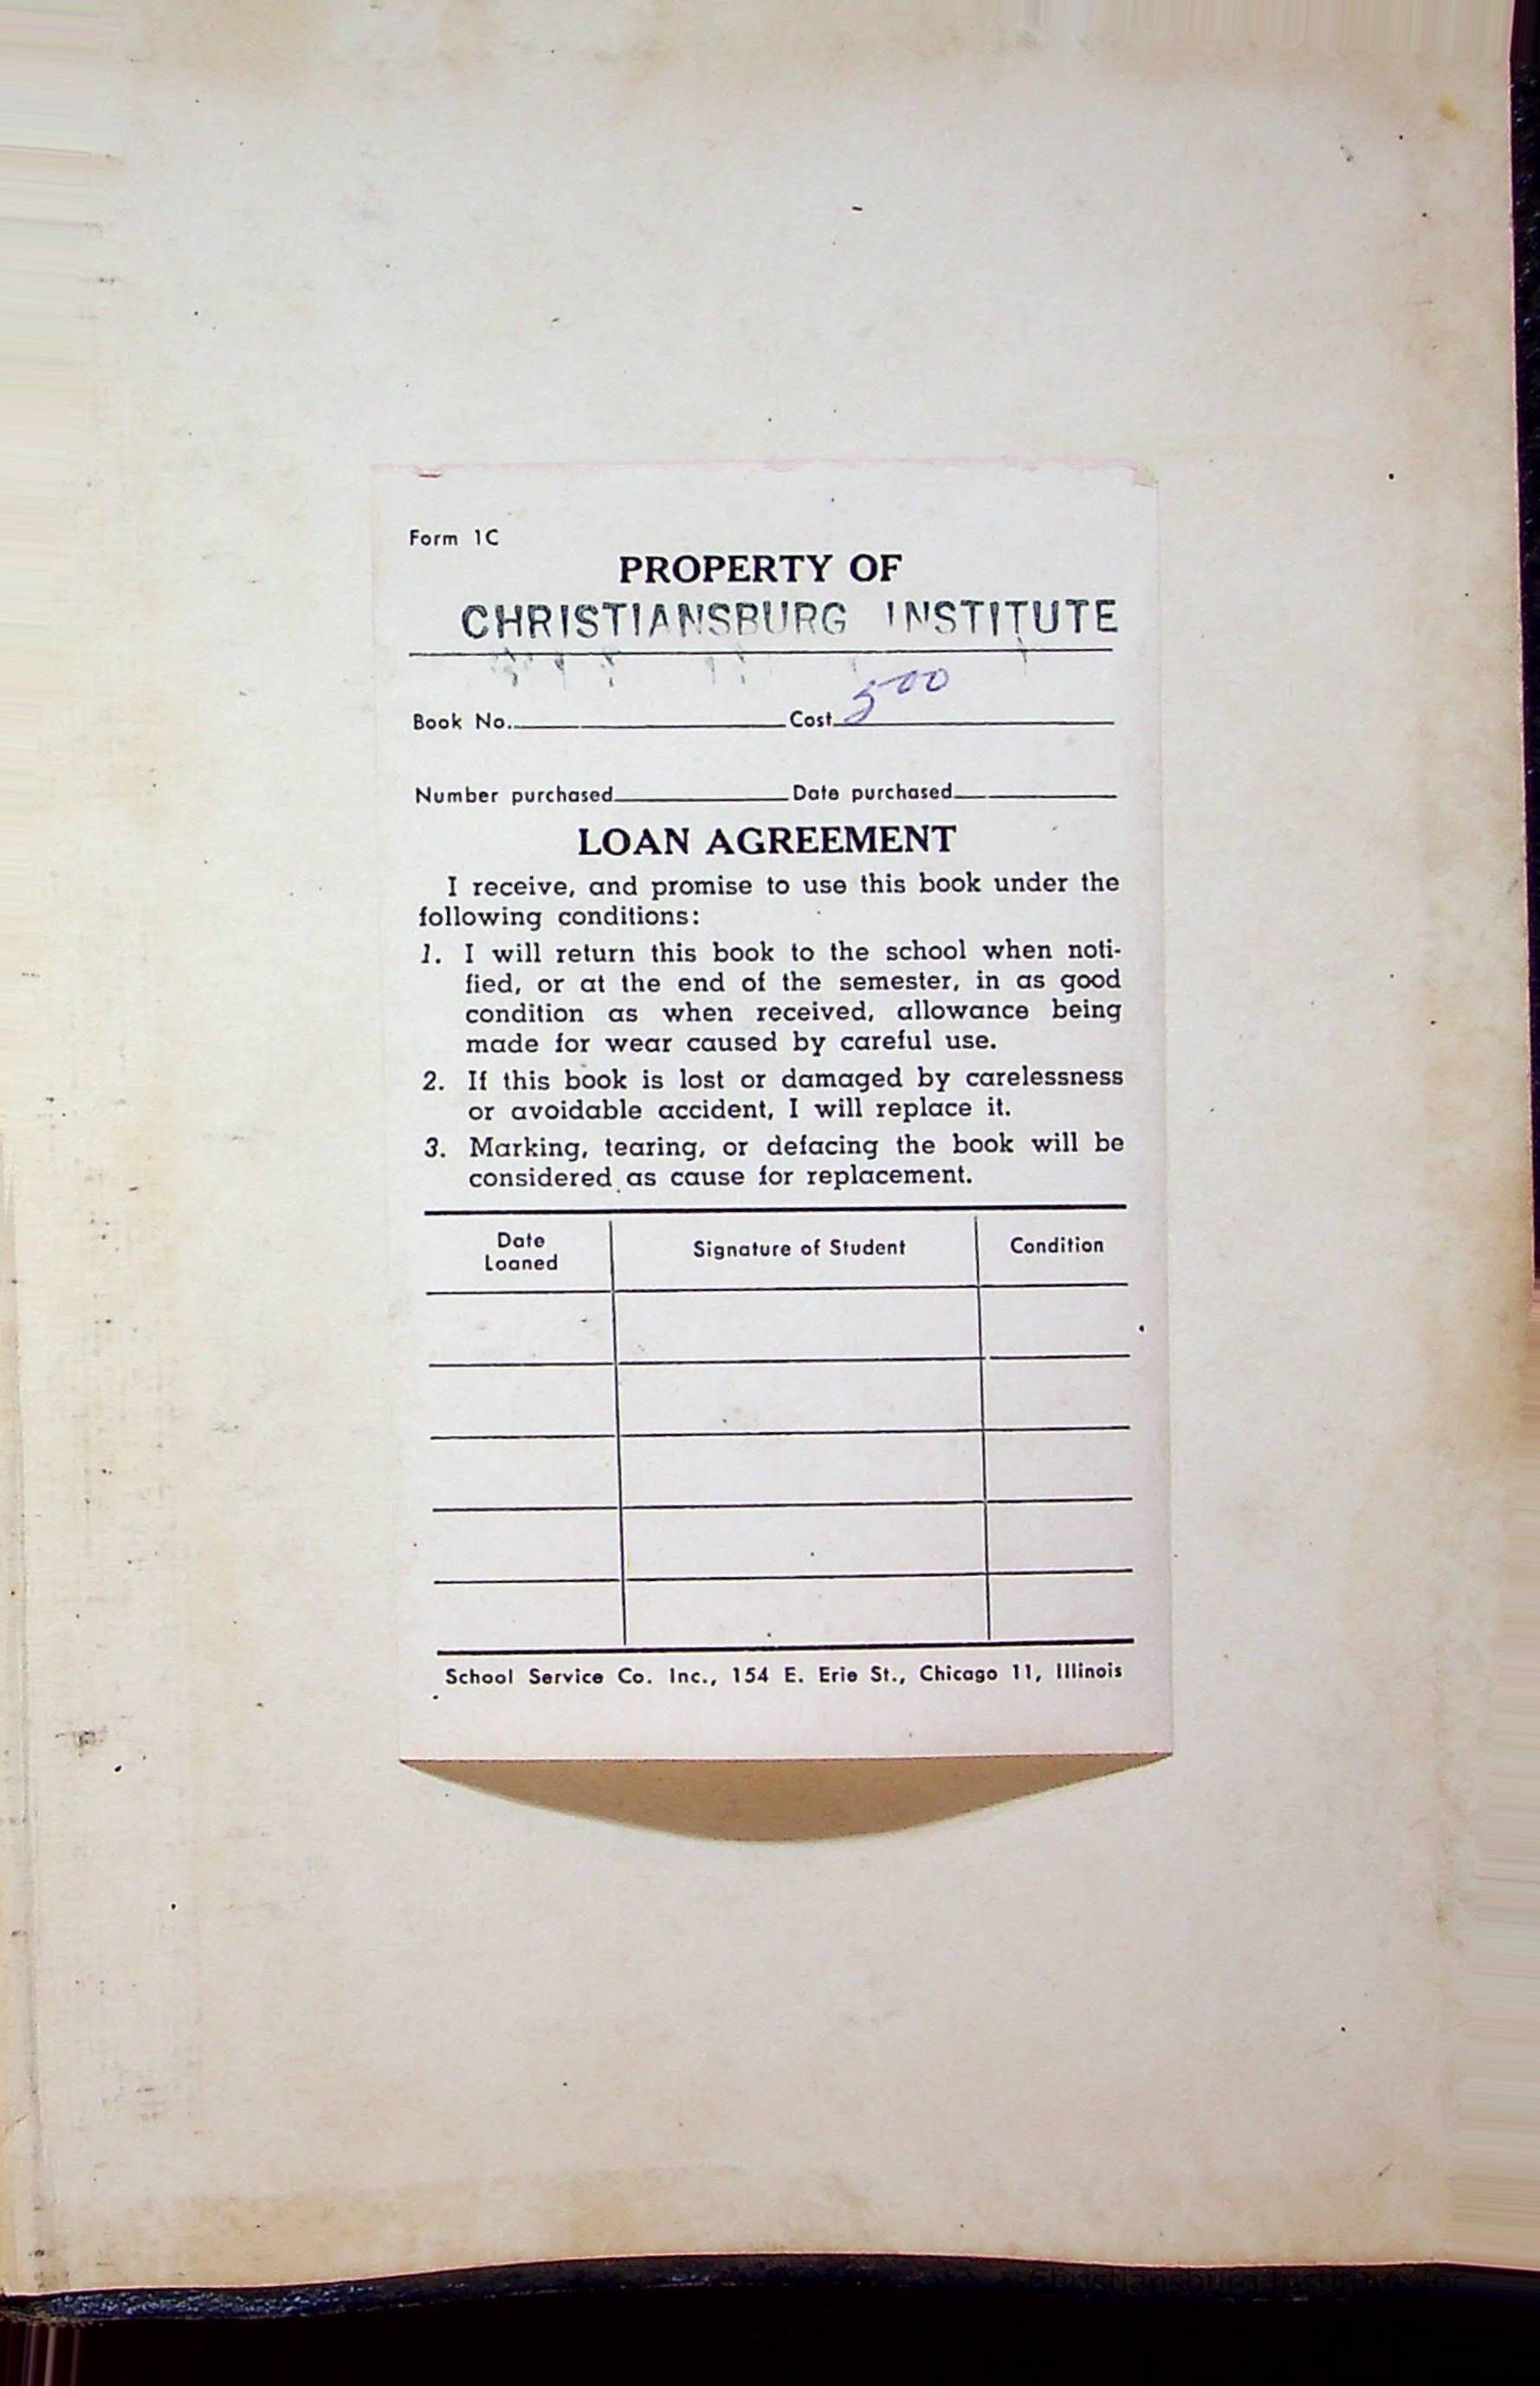 Form 1C
PROPERTY OF
CHRISTIANSBURG INSTITUTE
Book No. Cost 500
Number purchased Date purchased
LOAN AGREEMENT
I receive, and promise to use this book under the
following conditions:
1. I will return this book to the school when noti-
fied, or at the end of the semester, in as good
condition as when received, allowance being
made for wear caused by careful use.
2. If this book is lost or damaged by carelessness
or avoidable accident, I will replace it.
3. Marking, tearing, or defacing the book will be
considered as cause for replacement.
Date Loaned Signature of Student Condition
School Service Co. Inc., 154 E. Erie St., Chicago 11, Illinois
Christiansburg Institute, Inc.